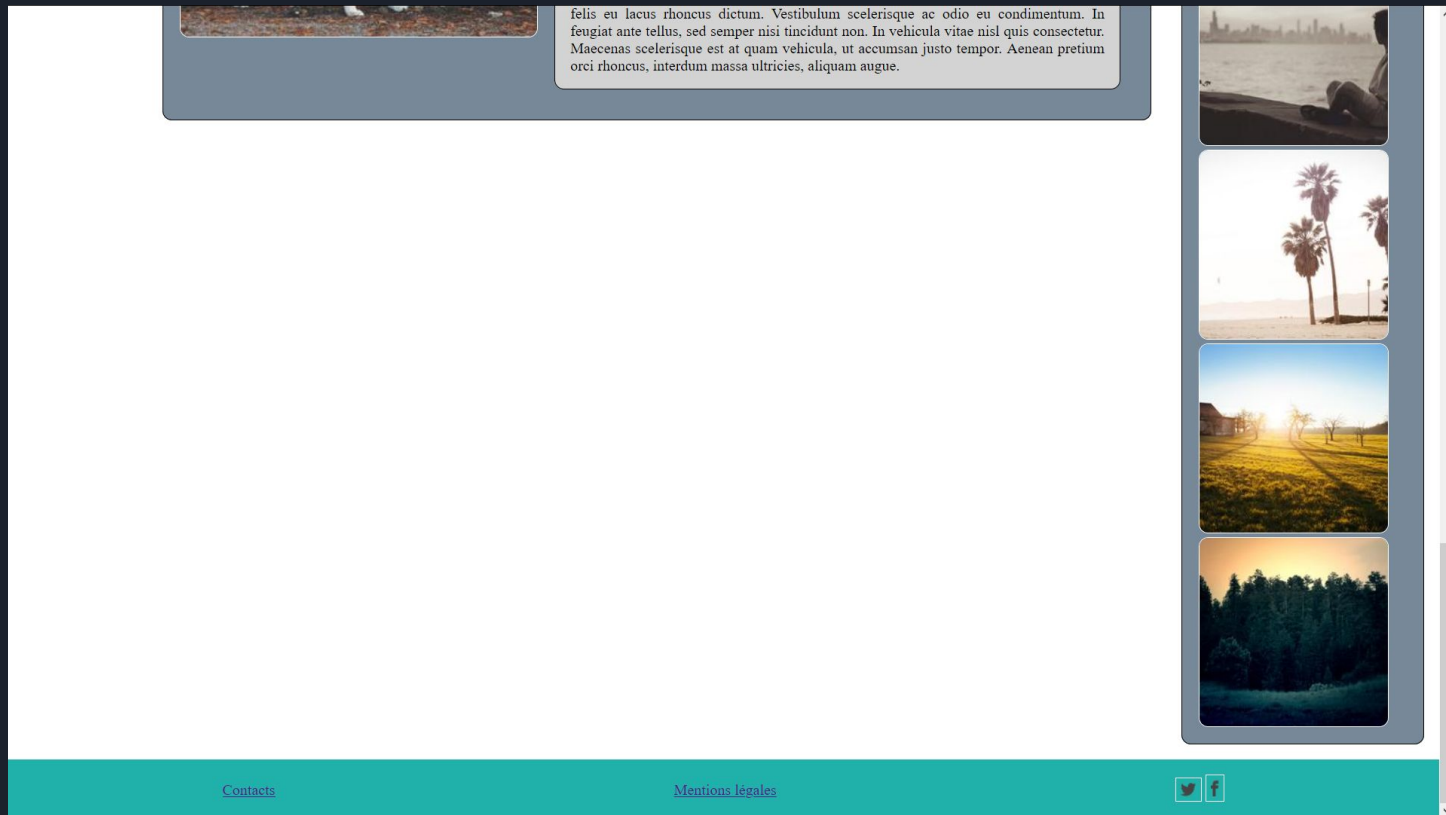 felis eu lacus rhoncus dictum. Vestibulum scelerisque ac odio eu condimentum. In
feugiat ante tellus, sed semper nisi tincidunt non. In vehicula vitae nisl quis consectetur.
Maecenas scelerisque est at quam vehicula, ut accumsan justo tempor. Aenean pretium
orci rhoncus, interdum massa ultricies, aliquam augue.
Contacts
Mentions légales